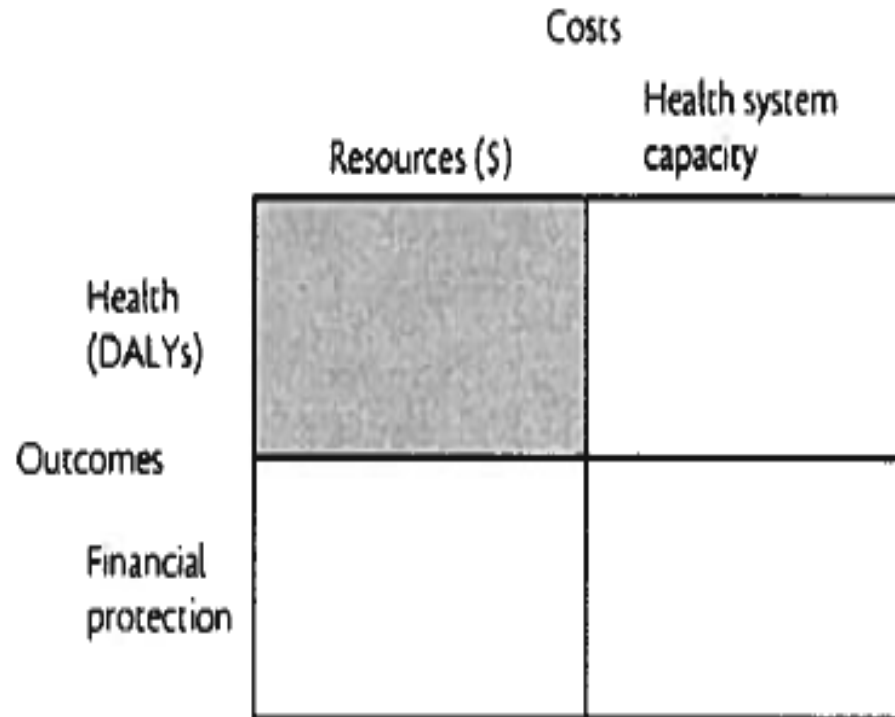 Costs
Resources ($)
Health system
capacity
Health
(DALYs)
Outcomes
Financial
protection